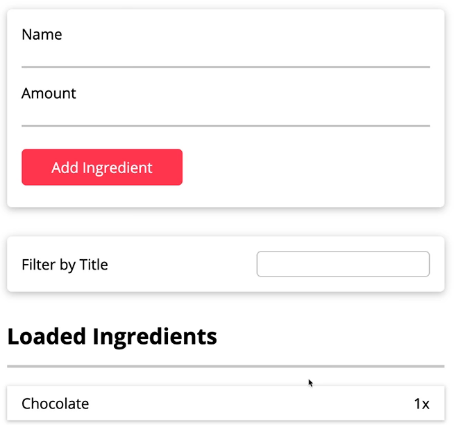 Name
Amount
Add Ingredient
Filter by Title
Loaded Ingredients
Chocolate 1x